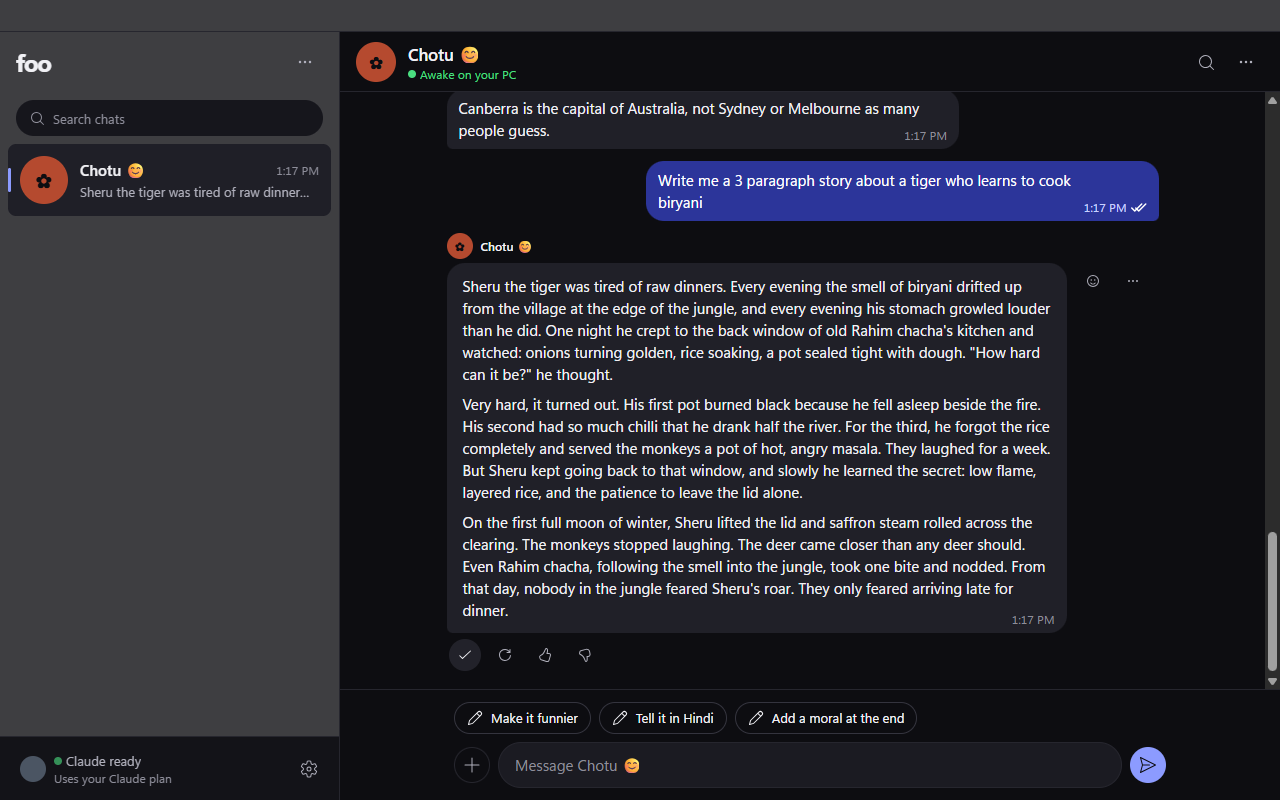 foo
Search chats
Chotu 😊
1:17 PM
Sheru the tiger was tired of raw dinner...
Claude ready
Uses your Claude plan
Chotu 😊
Awake on your PC
Canberra is the capital of Australia, not Sydney or Melbourne as many
people guess.
1:17 PM
Write me a 3 paragraph story about a tiger who learns to cook
biryani
1:17 PM
Chotu 😊
Sheru the tiger was tired of raw dinners. Every evening the smell of biryani drifted up
from the village at the edge of the jungle, and every evening his stomach growled louder
than he did. One night he crept to the back window of old Rahim chacha's kitchen and
watched: onions turning golden, rice soaking, a pot sealed tight with dough. "How hard
can it be?" he thought.
Very hard, it turned out. His first pot burned black because he fell asleep beside the fire.
His second had so much chilli that he drank half the river. For the third, he forgot the rice
completely and served the monkeys a pot of hot, angry masala. They laughed for a week.
But Sheru kept going back to that window, and slowly he learned the secret: low flame,
layered rice, and the patience to leave the lid alone.
On the first full moon of winter, Sheru lifted the lid and saffron steam rolled across the
clearing. The monkeys stopped laughing. The deer came closer than any deer should.
Even Rahim chacha, following the smell into the jungle, took one bite and nodded. From
that day, nobody in the jungle feared Sheru's roar. They only feared arriving late for
dinner.
1:17 PM
Make it funnier
Tell it in Hindi
Add a moral at the end
Message Chotu 😊